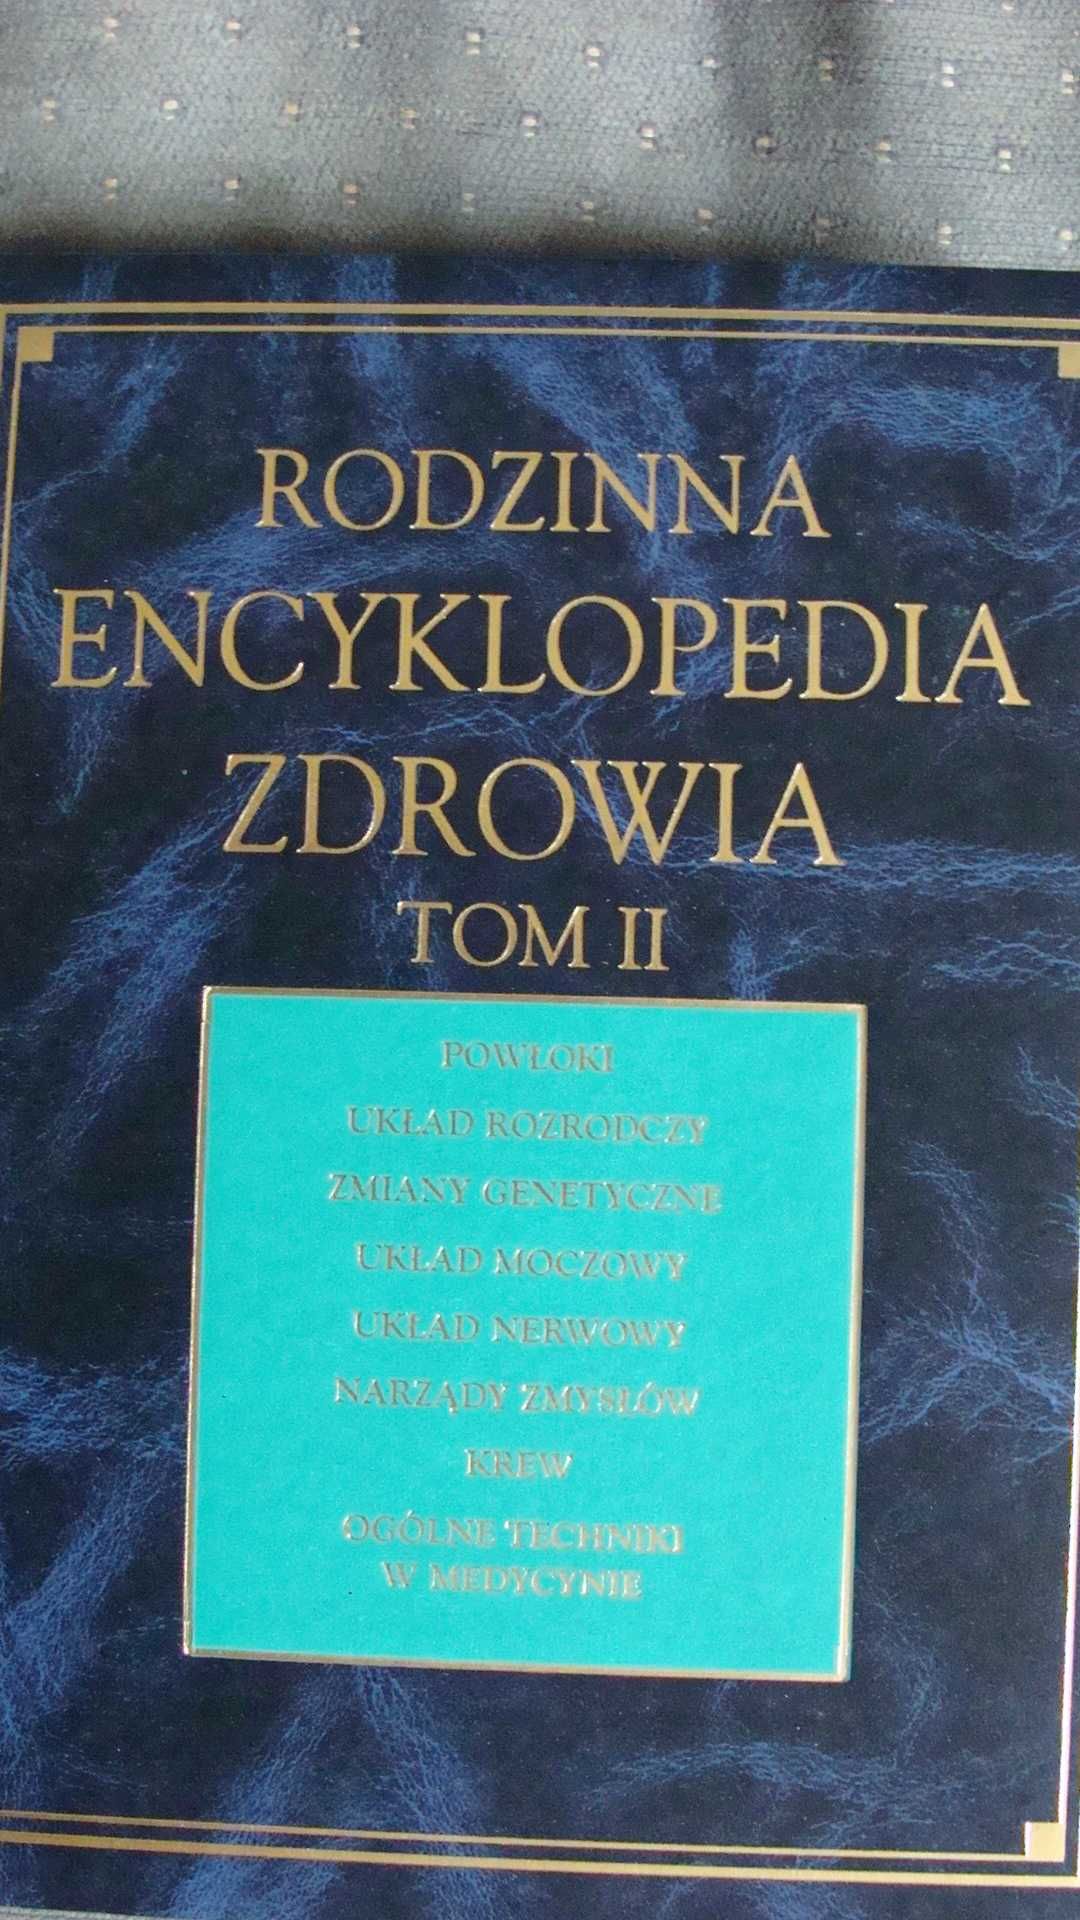 RODZINNA
ENCYKLOPEDIA
ZDROWIA
TOM II
POWŁOKI
UKŁAD ROZRODCZY
ZMIANY GENETYCZNE
UKŁAD MOCZOWY
UKŁAD NERWOWY
NARZĄDY ZMYSŁÓW
KREW
OGÓLNE TECHNIKI
W MEDYCYNIE